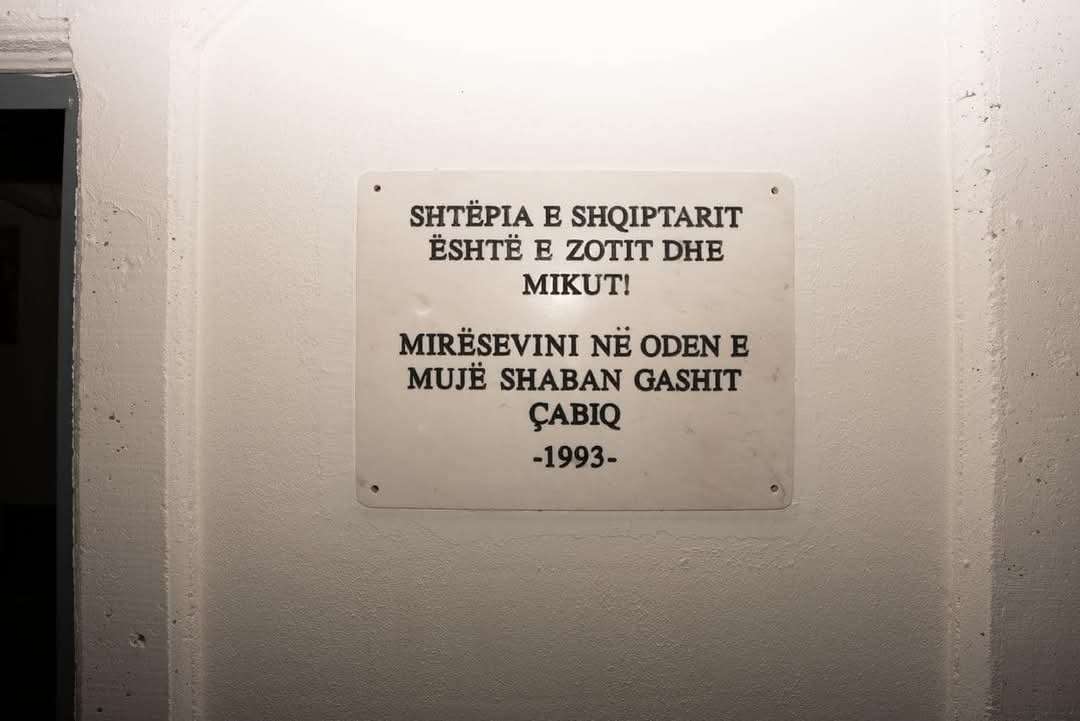 SHTËPIA E SHQIPTARIT
ËSHTË E ZOTIT DHE
MIKUT!
MIRËSEVINI NË ODEN E
MUJË SHABAN GASHIT
ÇABIQ
-1993-